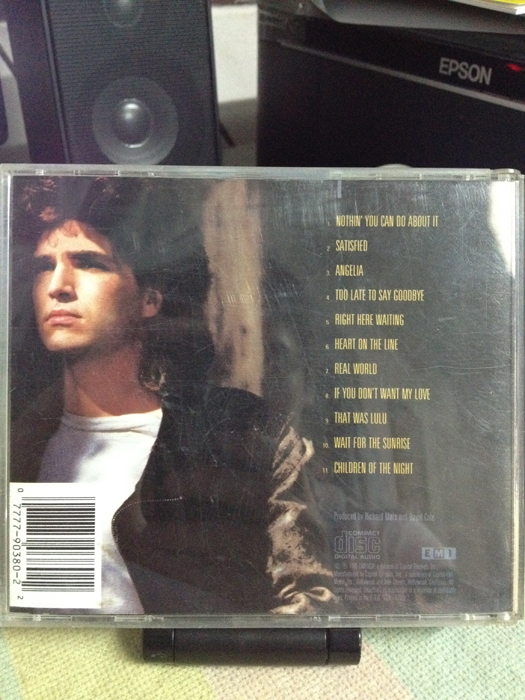 EPSON
1. NOTHIN' YOU CAN DO ABOUT IT
2. SATISFIED
3. ANGELIA
4. TOO LATE TO SAY GOODBYE
5. RIGHT HERE WAITING
6. HEART ON THE LINE
7. REAL WORLD
8. IF YOU DON'T WANT MY LOVE
9. THAT WAS LULU
10. WAIT FOR THE SUNRISE
11. CHILDREN OF THE NIGHT
Produced by Richard Marx and David Cole
COMPACT
disc
DIGITAL AUDIO
EMI
0 7777-90380-2 2